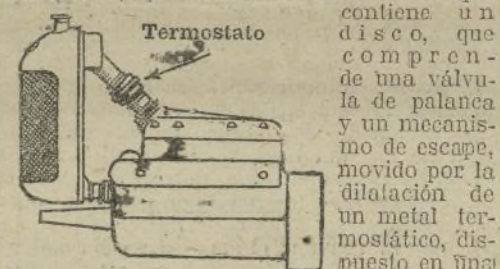 Termostato
contiene un
disco, que
compren-
de una válvu-
la de palanca
y un mecanis-
mo de escape,
movido por la
dilatación de
un metal ter-
mostático, dis-
puesto en una